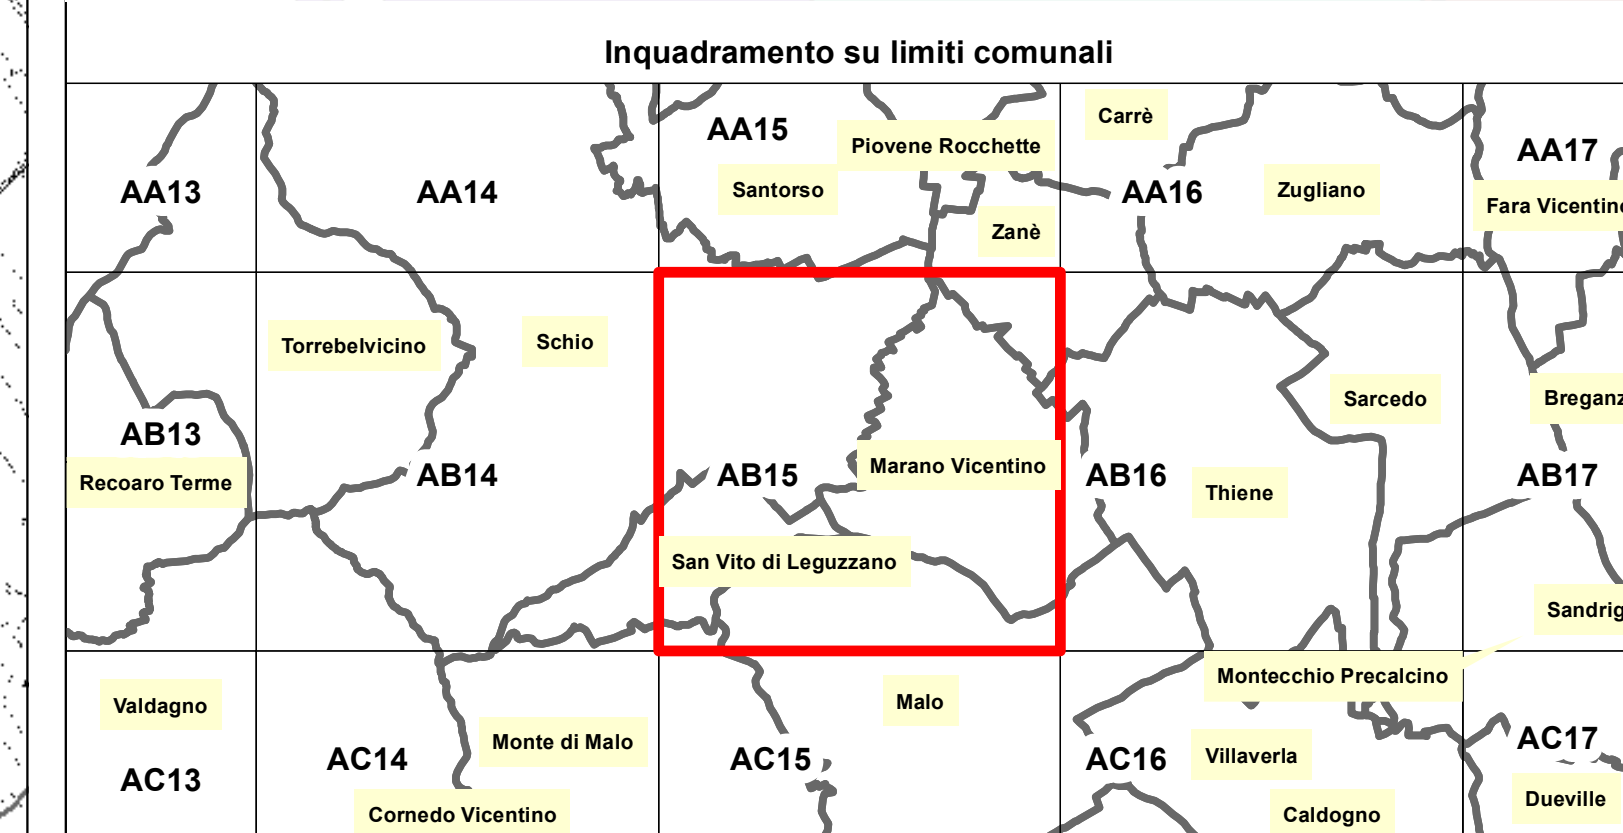 Inquadramento su limiti comunali
Carrè
AA15
Piovene Rocchette
AA17
AA13
AA14
Santorso
AA16
Zugliano
Fara Vicentino
Zanè
Torrebelvicino
Schio
Sarcedo
Breganz
AB13
Marano Vicentino
Recoaro Terme
AB14
AB15
AB16
Thiene
AB17
San Vito di Leguzzano
Sandrig
Montecchio Precalcino
Valdagno
Malo
Monte di Malo
AC17
AC14
AC15
AC16
Villaverla
AC13
Dueville
Cornedo Vicentino
Caldogno